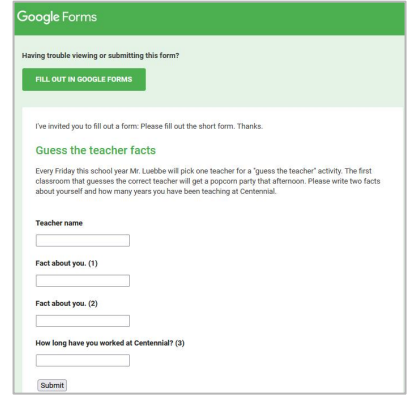 Google Forms
Having trouble viewing or submitting this form?
FILL OUT IN GOOGLE FORMS
I've invited you to fill out a form: Please fill out the short form. Thanks.
Guess the teacher facts
Every Friday this school year Mr. Luebbe will pick one teacher for a "guess the teacher" activity. The first
classroom that guesses the correct teacher will get a popcorn party that afternoon. Please write two facts
about yourself and how many years you have been teaching at Centennial.
Teacher name
Fact about you. (1)
Fact about you. (2)
How long have you worked at Centennial? (3)
Submit